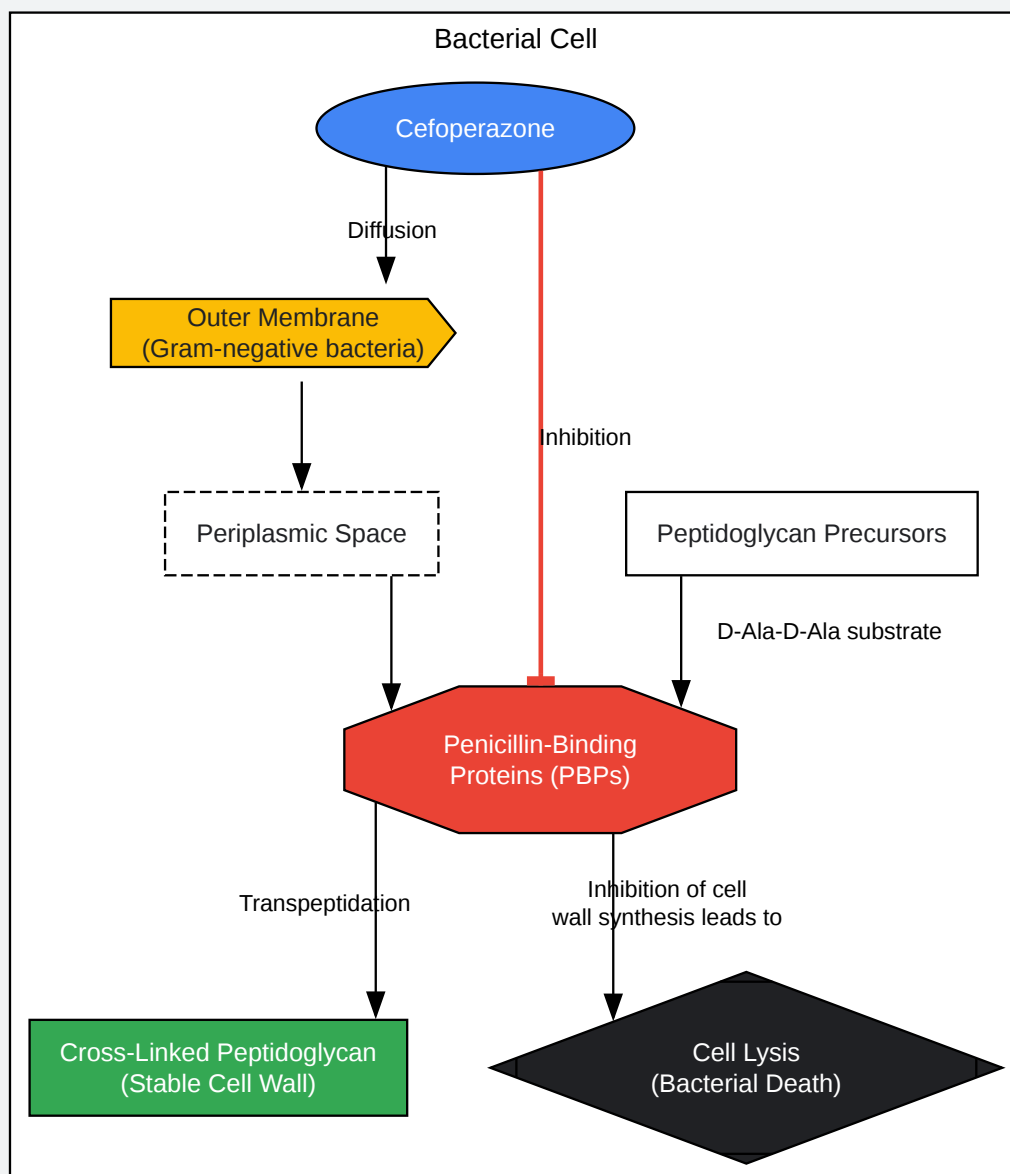 Bacterial Cell
Cefoperazone
Diffusion
Outer Membrane
(Gram-negative bacteria)
Inhibition
Periplasmic Space
Peptidoglycan Precursors
D-Ala-D-Ala substrate
Penicillin-Binding
Proteins (PBPs)
Transpeptidation
Inhibition of cell
wall synthesis leads to
Cross-Linked Peptidoglycan
(Stable Cell Wall)
Cell Lysis
(Bacterial Death)